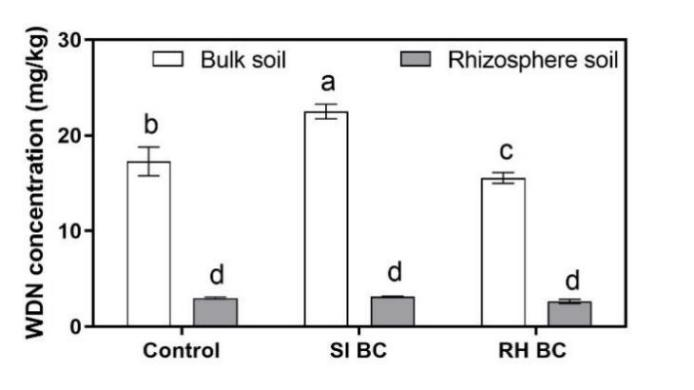 WDN concentration (mg/kg)
30
20
10
0
Bulk soil
Rhizosphere soil
b
d
a
d
c
d
Control
SI BC
RH BC